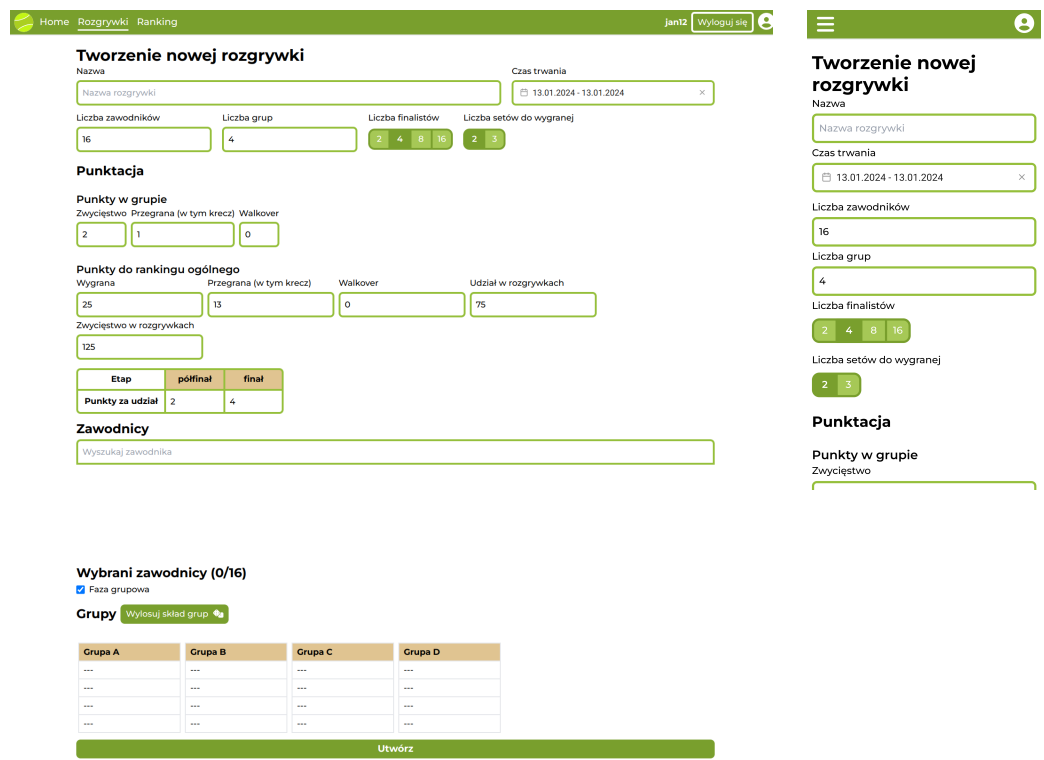 Home Rozgrywki Ranking jan12 Wyloguj się
Tworzenie nowej rozgrywki
Nazwa Czas trwania
Nazwa rozgrywki 13.01.2024 - 13.01.2024
Liczba zawodników Liczba grup Liczba finalistów Liczba setów do wygranej
16 4 2 4 8 16 2 3
Punktacja
Punkty w grupie
Zwycięstwo Przegrana (w tym krecz) Walkover
2 1 0
Punkty do rankingu ogólnego
Wygrana Przegrana (w tym krecz) Walkover Udział w rozgrywkach
25 13 0 75
Zwycięstwo w rozgrywkach
125
Etap półfinał finał
Punkty za udział 2 4
Zawodnicy
Wyszukaj zawodnika
Wybrani zawodnicy (0/16)
Faza grupowa
Grupy Wylosuj skład grup
Grupa A Grupa B Grupa C Grupa D
--- --- --- ---
--- --- --- ---
--- --- --- ---
--- --- --- ---
Utwórz
Tworzenie nowej
rozgrywki
Nazwa
Nazwa rozgrywki
Czas trwania
13.01.2024 - 13.01.2024
Liczba zawodników
16
Liczba grup
4
Liczba finalistów
2 4 8 16
Liczba setów do wygranej
2 3
Punktacja
Punkty w grupie
Zwycięstwo